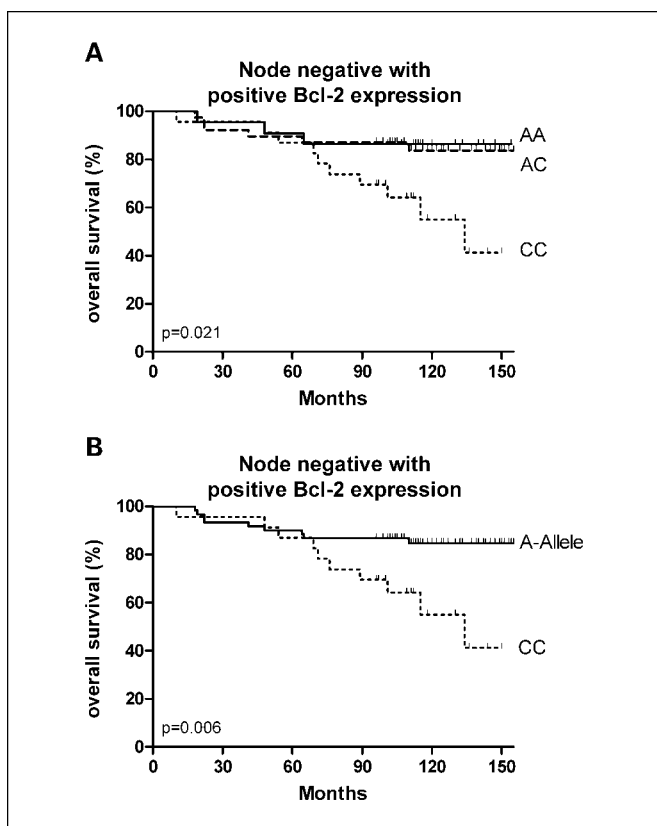 A
Node negative with
positive Bcl-2 expression
overall survival (%)
100
80
60
40
20
0
AA
AC
CC
p=0.021
0 30 60 90 120 150
Months
B
Node negative with
positive Bcl-2 expression
overall survival (%)
100
80
60
40
20
0
A-Allele
CC
p=0.006
0 30 60 90 120 150
Months